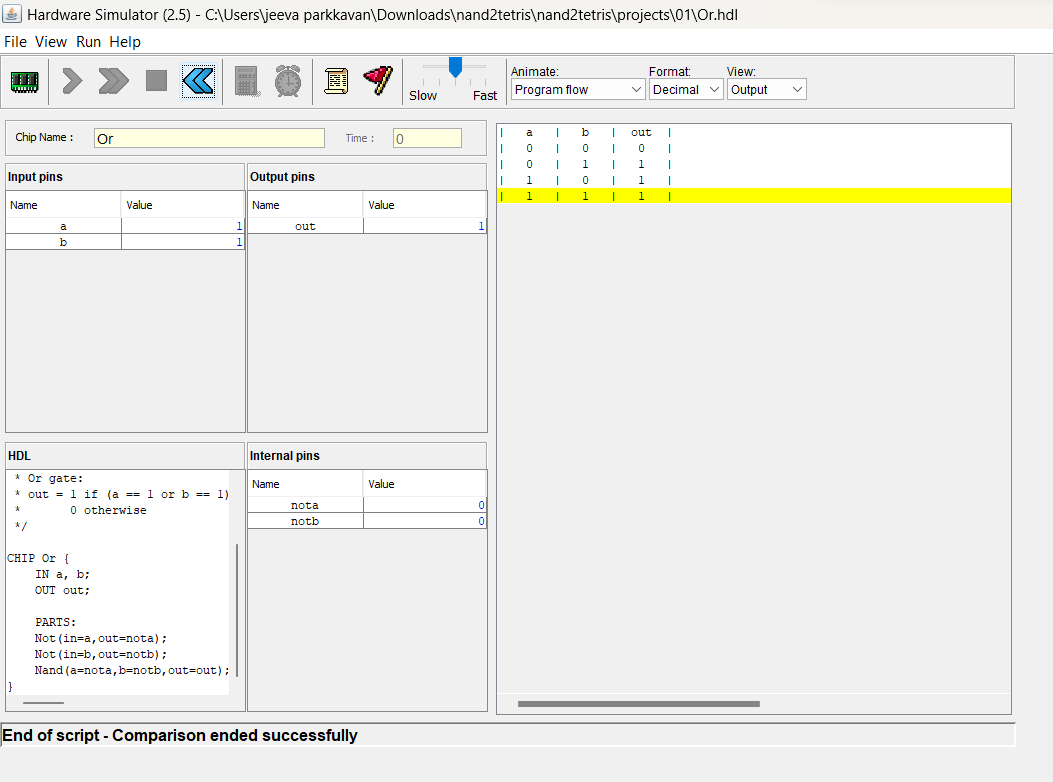 Hardware Simulator (2.5) - C:\Users\jeeva parkkavan\Downloads\nand2tetris\nand2tetris\projects\01\Or.hdl
File View Run Help
Slow Fast
Animate: Format: View:
Program flow Decimal Output
Chip Name : Or Time : 0
Input pins
Name Value
a 1
b 1
Output pins
Name Value
out 1
HDL
* Or gate:
* out = 1 if (a == 1 or b == 1)
* 0 otherwise
*/
CHIP Or {
IN a, b;
OUT out;
PARTS:
Not(in=a,out=nota);
Not(in=b,out=notb);
Nand(a=nota,b=notb,out=out);
}
Internal pins
Name Value
nota 0
notb 0
| a | b | out |
| 0 | 0 | 0 |
| 0 | 1 | 1 |
| 1 | 0 | 1 |
| 1 | 1 | 1 |
End of script - Comparison ended successfully